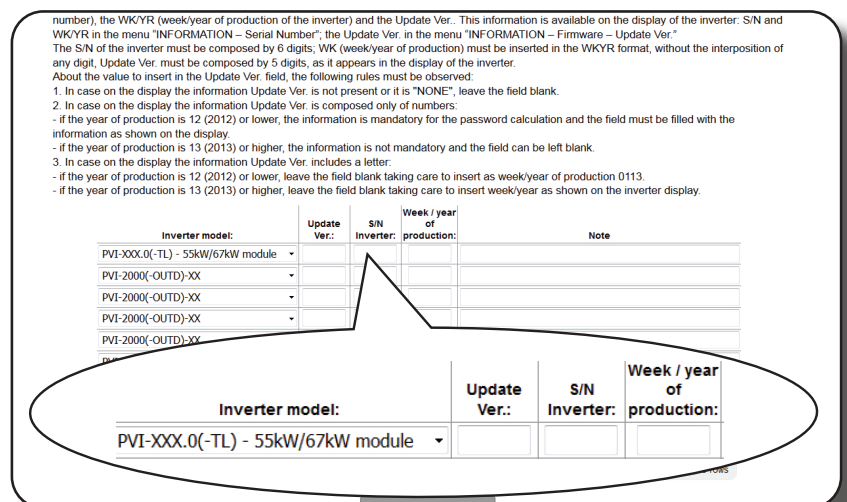 number), the WK/YR (week/year of production of the inverter) and the Update Ver.. This information is available on the display of the inverter: S/N and
WK/YR in the menu "INFORMATION – Serial Number"; the Update Ver. in the menu "INFORMATION – Firmware – Update Ver."
The S/N of the inverter must be composed by 6 digits; WK (week/year of production) must be inserted in the WKYR format, without the interposition of
any digit, Update Ver. must be composed by 5 digits, as it appears in the display of the inverter.
About the value to insert in the Update Ver. field, the following rules must be observed:
1. In case on the display the information Update Ver. is not present or it is "NONE", leave the field blank.
2. In case on the display the information Update Ver. is composed only of numbers:
- if the year of production is 12 (2012) or lower, the information is mandatory for the password calculation and the field must be filled with the
information as shown on the display.
- if the year of production is 13 (2013) or higher, the information is not mandatory and the field can be left blank.
3. In case on the display the information Update Ver. includes a letter:
- if the year of production is 12 (2012) or lower, leave the field blank taking care to insert as week/year of production 0113.
- if the year of production is 13 (2013) or higher, leave the field blank taking care to insert week/year as shown on the inverter display.
Inverter model: Update Ver.: S/N Inverter: Week / year of production: Note
PVI-XXX.0(-TL) - 55kW/67kW module
PVI-2000(-OUTD)-XX
PVI-2000(-OUTD)-XX
PVI-2000(-OUTD)-XX
PVI-2000(-OUTD)-XX
Inverter model: Update Ver.: S/N Inverter: Week / year of production:
PVI-XXX.0(-TL) - 55kW/67kW module